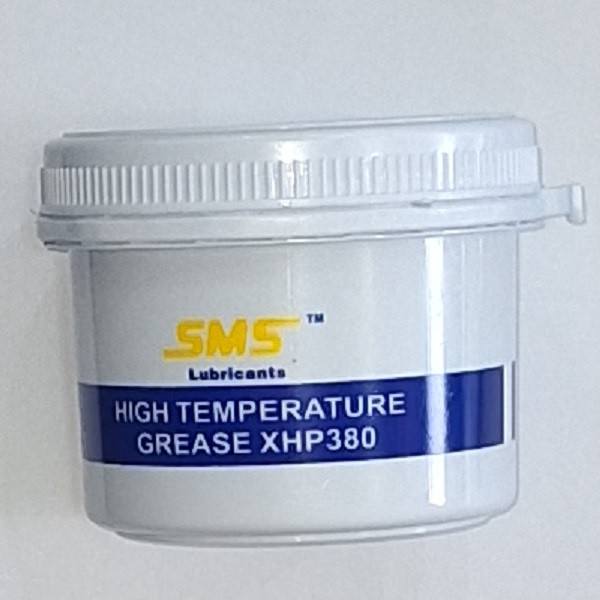 SMS™
Lubricants
HIGH TEMPERATURE
GREASE XHP380